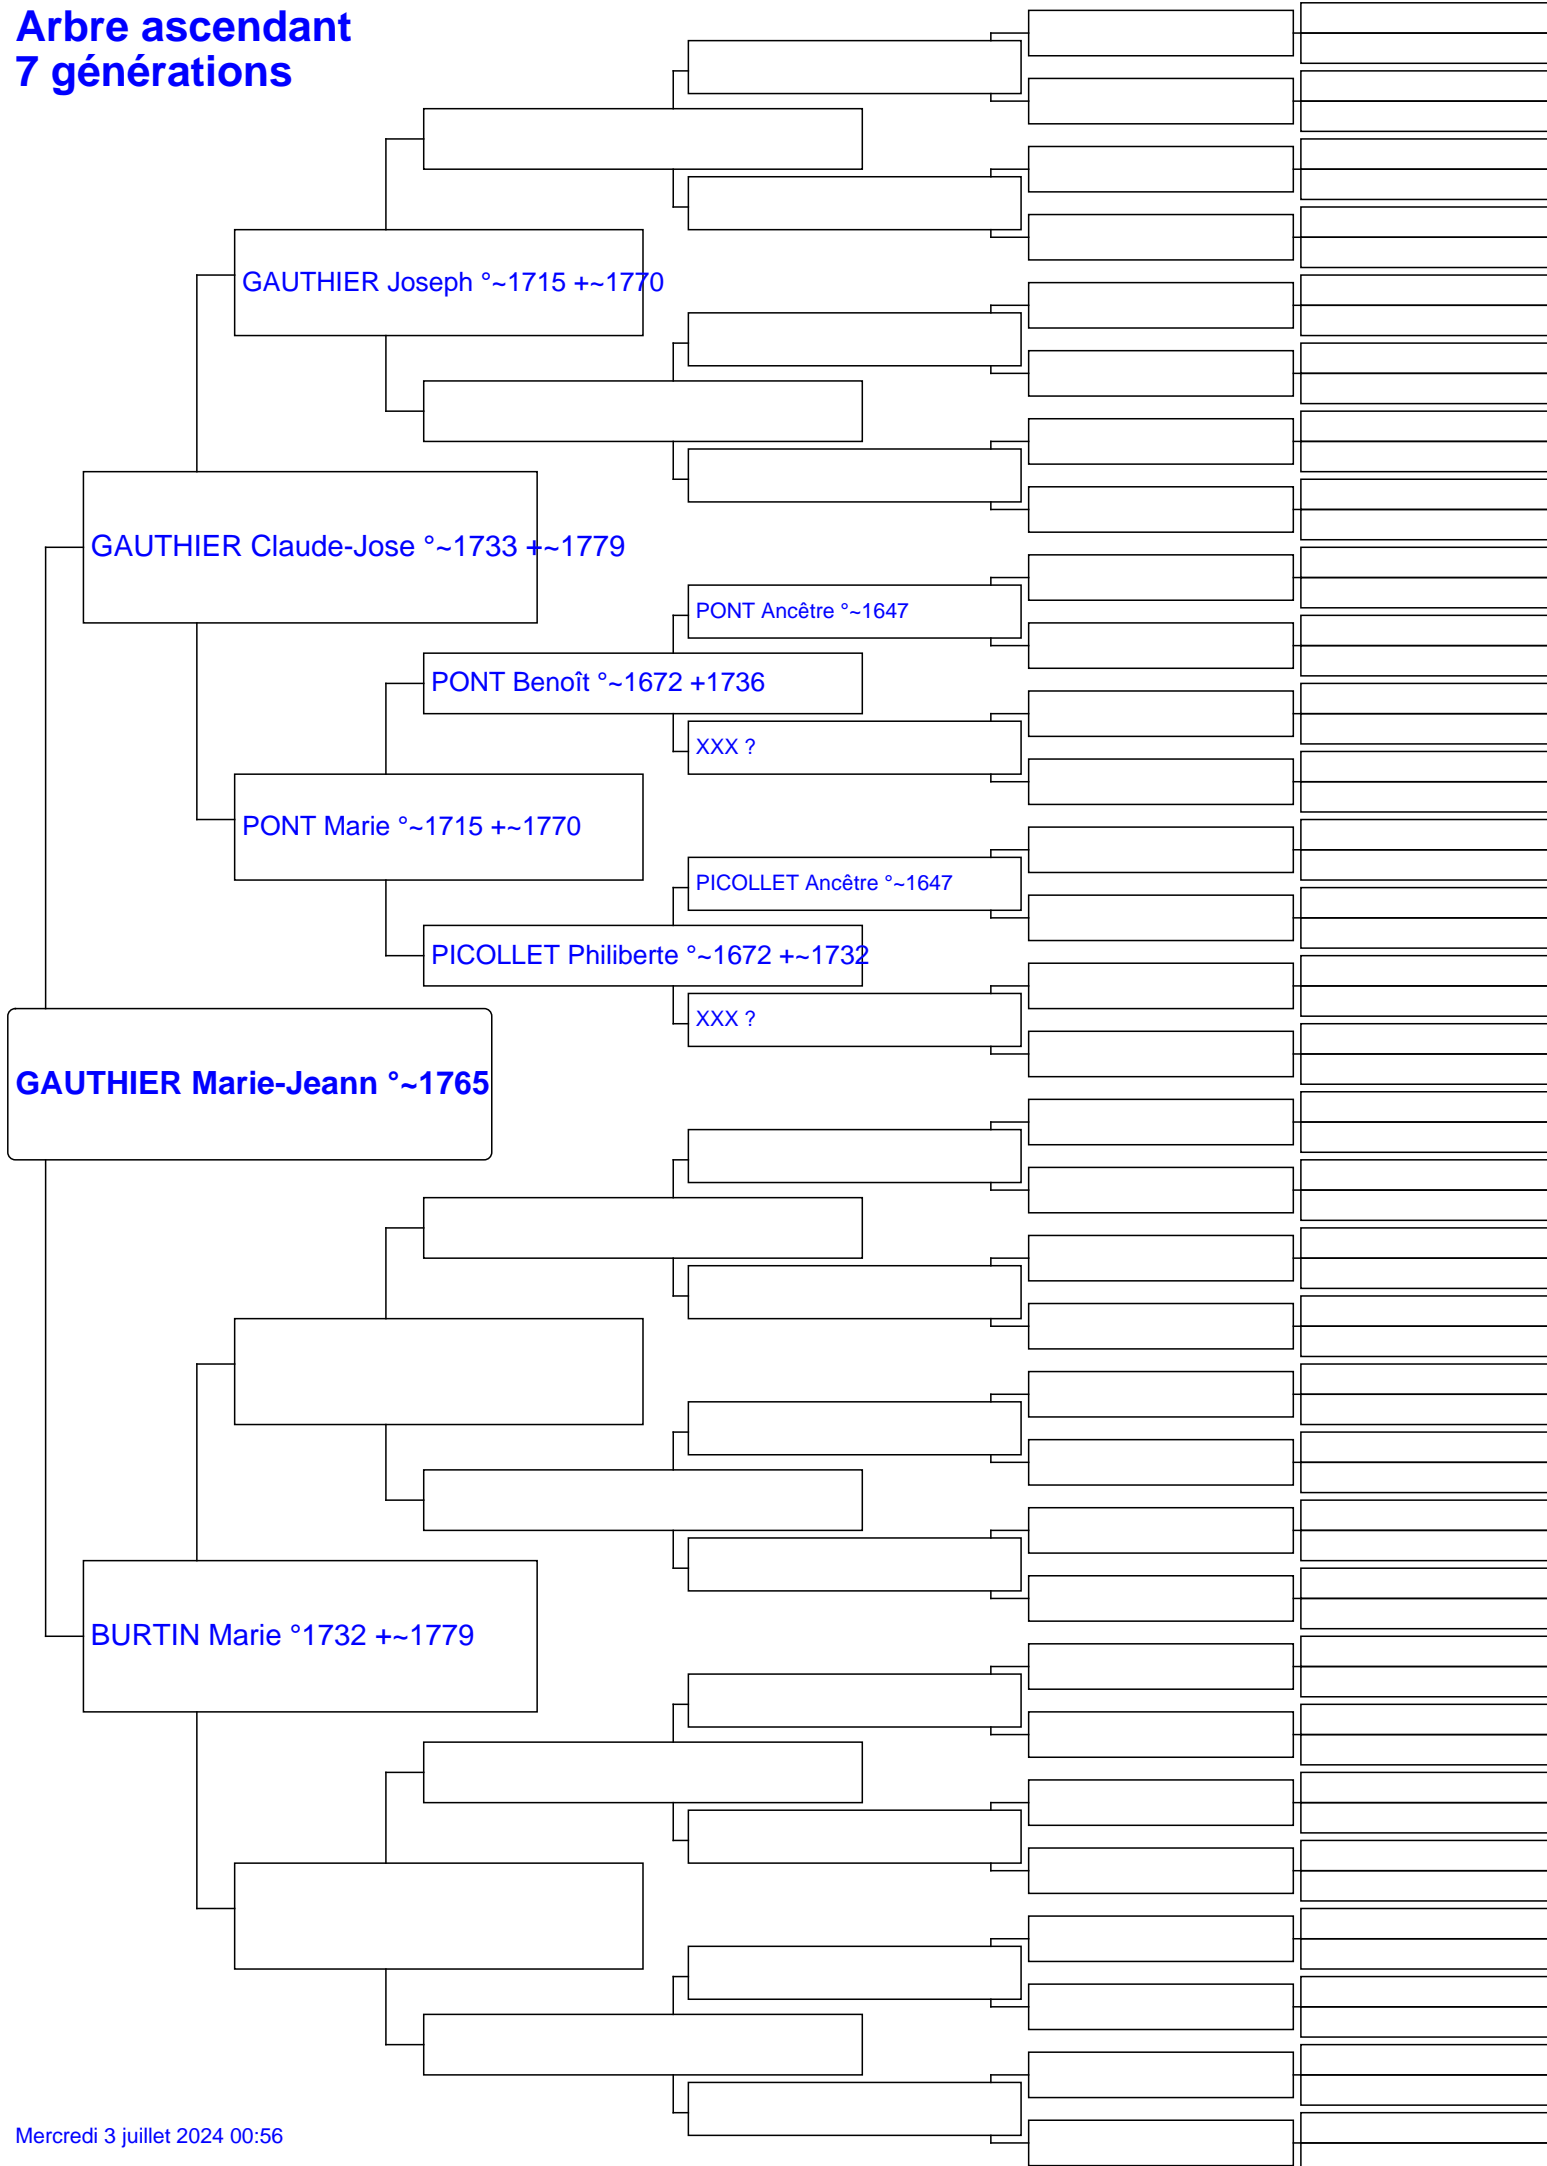 Arbre ascendant
7 générations
GAUTHIER Joseph °~1715 +~1770
GAUTHIER Claude-Jose °~1733 +~1779
PONT Ancêtre °~1647
PONT Benoît °~1672 +1736
XXX ?
PONT Marie °~1715 +~1770
PICOLLET Ancêtre °~1647
PICOLLET Philiberte °~1672 +~1732
XXX ?
GAUTHIER Marie-Jeann °~1765
BURTIN Marie °1732 +~1779
Mercredi 3 juillet 2024 00:56